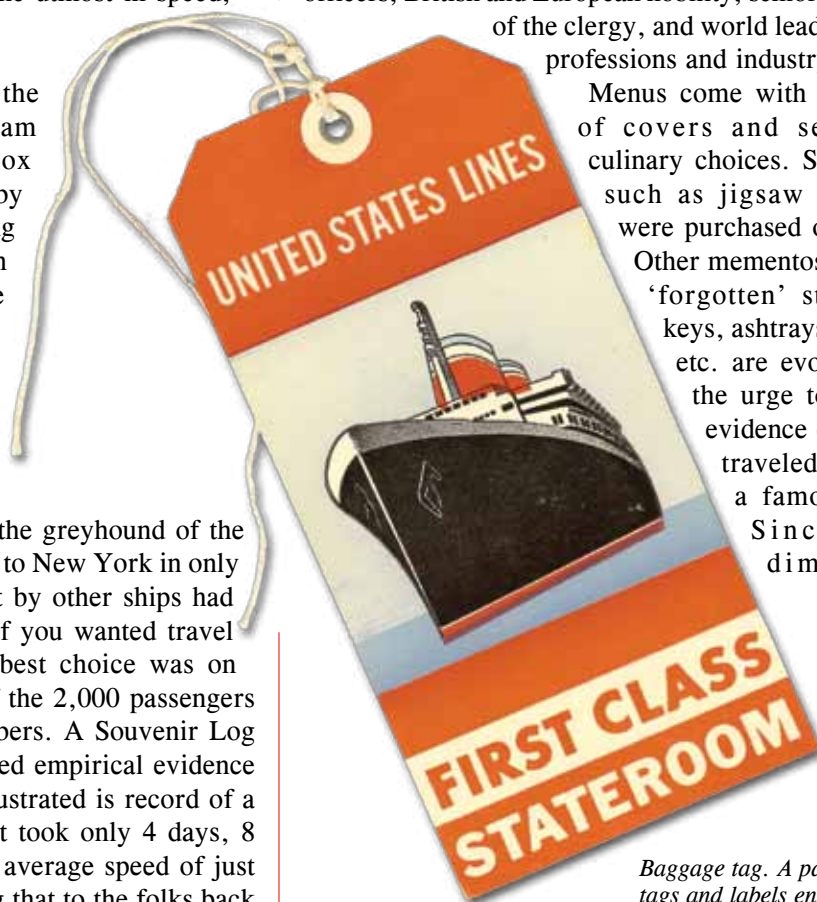 utmost in speed,
the
am
ox
by
g
n
e
the greyhound of the
to New York in only
t by other ships had
f you wanted travel
best choice was on
the 2,000 passengers
bers. A Souvenir Log
ed empirical evidence
ustrated is record of a
t took only 4 days, 8
average speed of just
that to the folks back
UNITED STATES LINES
FIRST CLASS
STATEROOM
officers, British and European nobility,
of the clergy, and world lead
professions and industry
Menus come with
of covers and se
culinary choices. S
such as jigsaw
were purchased o
Other mementos
'forgotten' su
keys, ashtrays
etc. are evo
the urge to
evidence
traveled
a famo
Sinc
dim
Baggage tag. A pa
tags and labels en